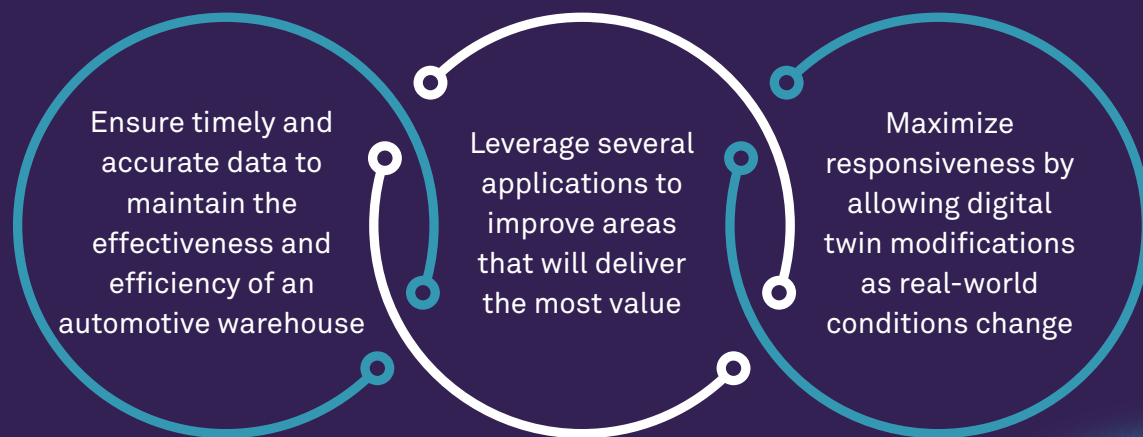 Ensure timely and
accurate data to
maintain the
effectiveness and
efficiency of an
automotive warehouse
Leverage several
applications to
improve areas
that will deliver
the most value
Maximize
responsiveness by
allowing digital
twin modifications
as real-world
conditions change